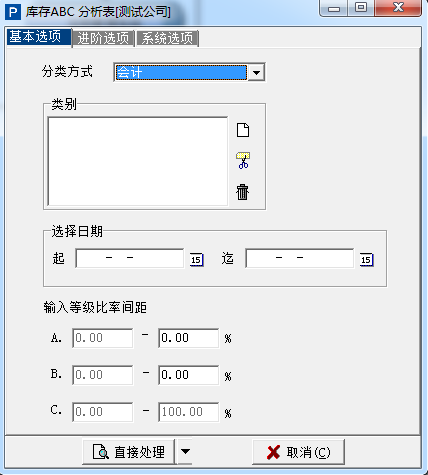 P 库存ABC 分析表[测试公司]
基本选项 进阶选项 系统选项
分类方式 会计
类别
选择日期
起 - - 15 迄 - - 15
输入等级比率间距
A. 0.00 - 0.00 %
B. 0.00 - 0.00 %
C. 0.00 - 100.00 %
直接处理 取消(C)